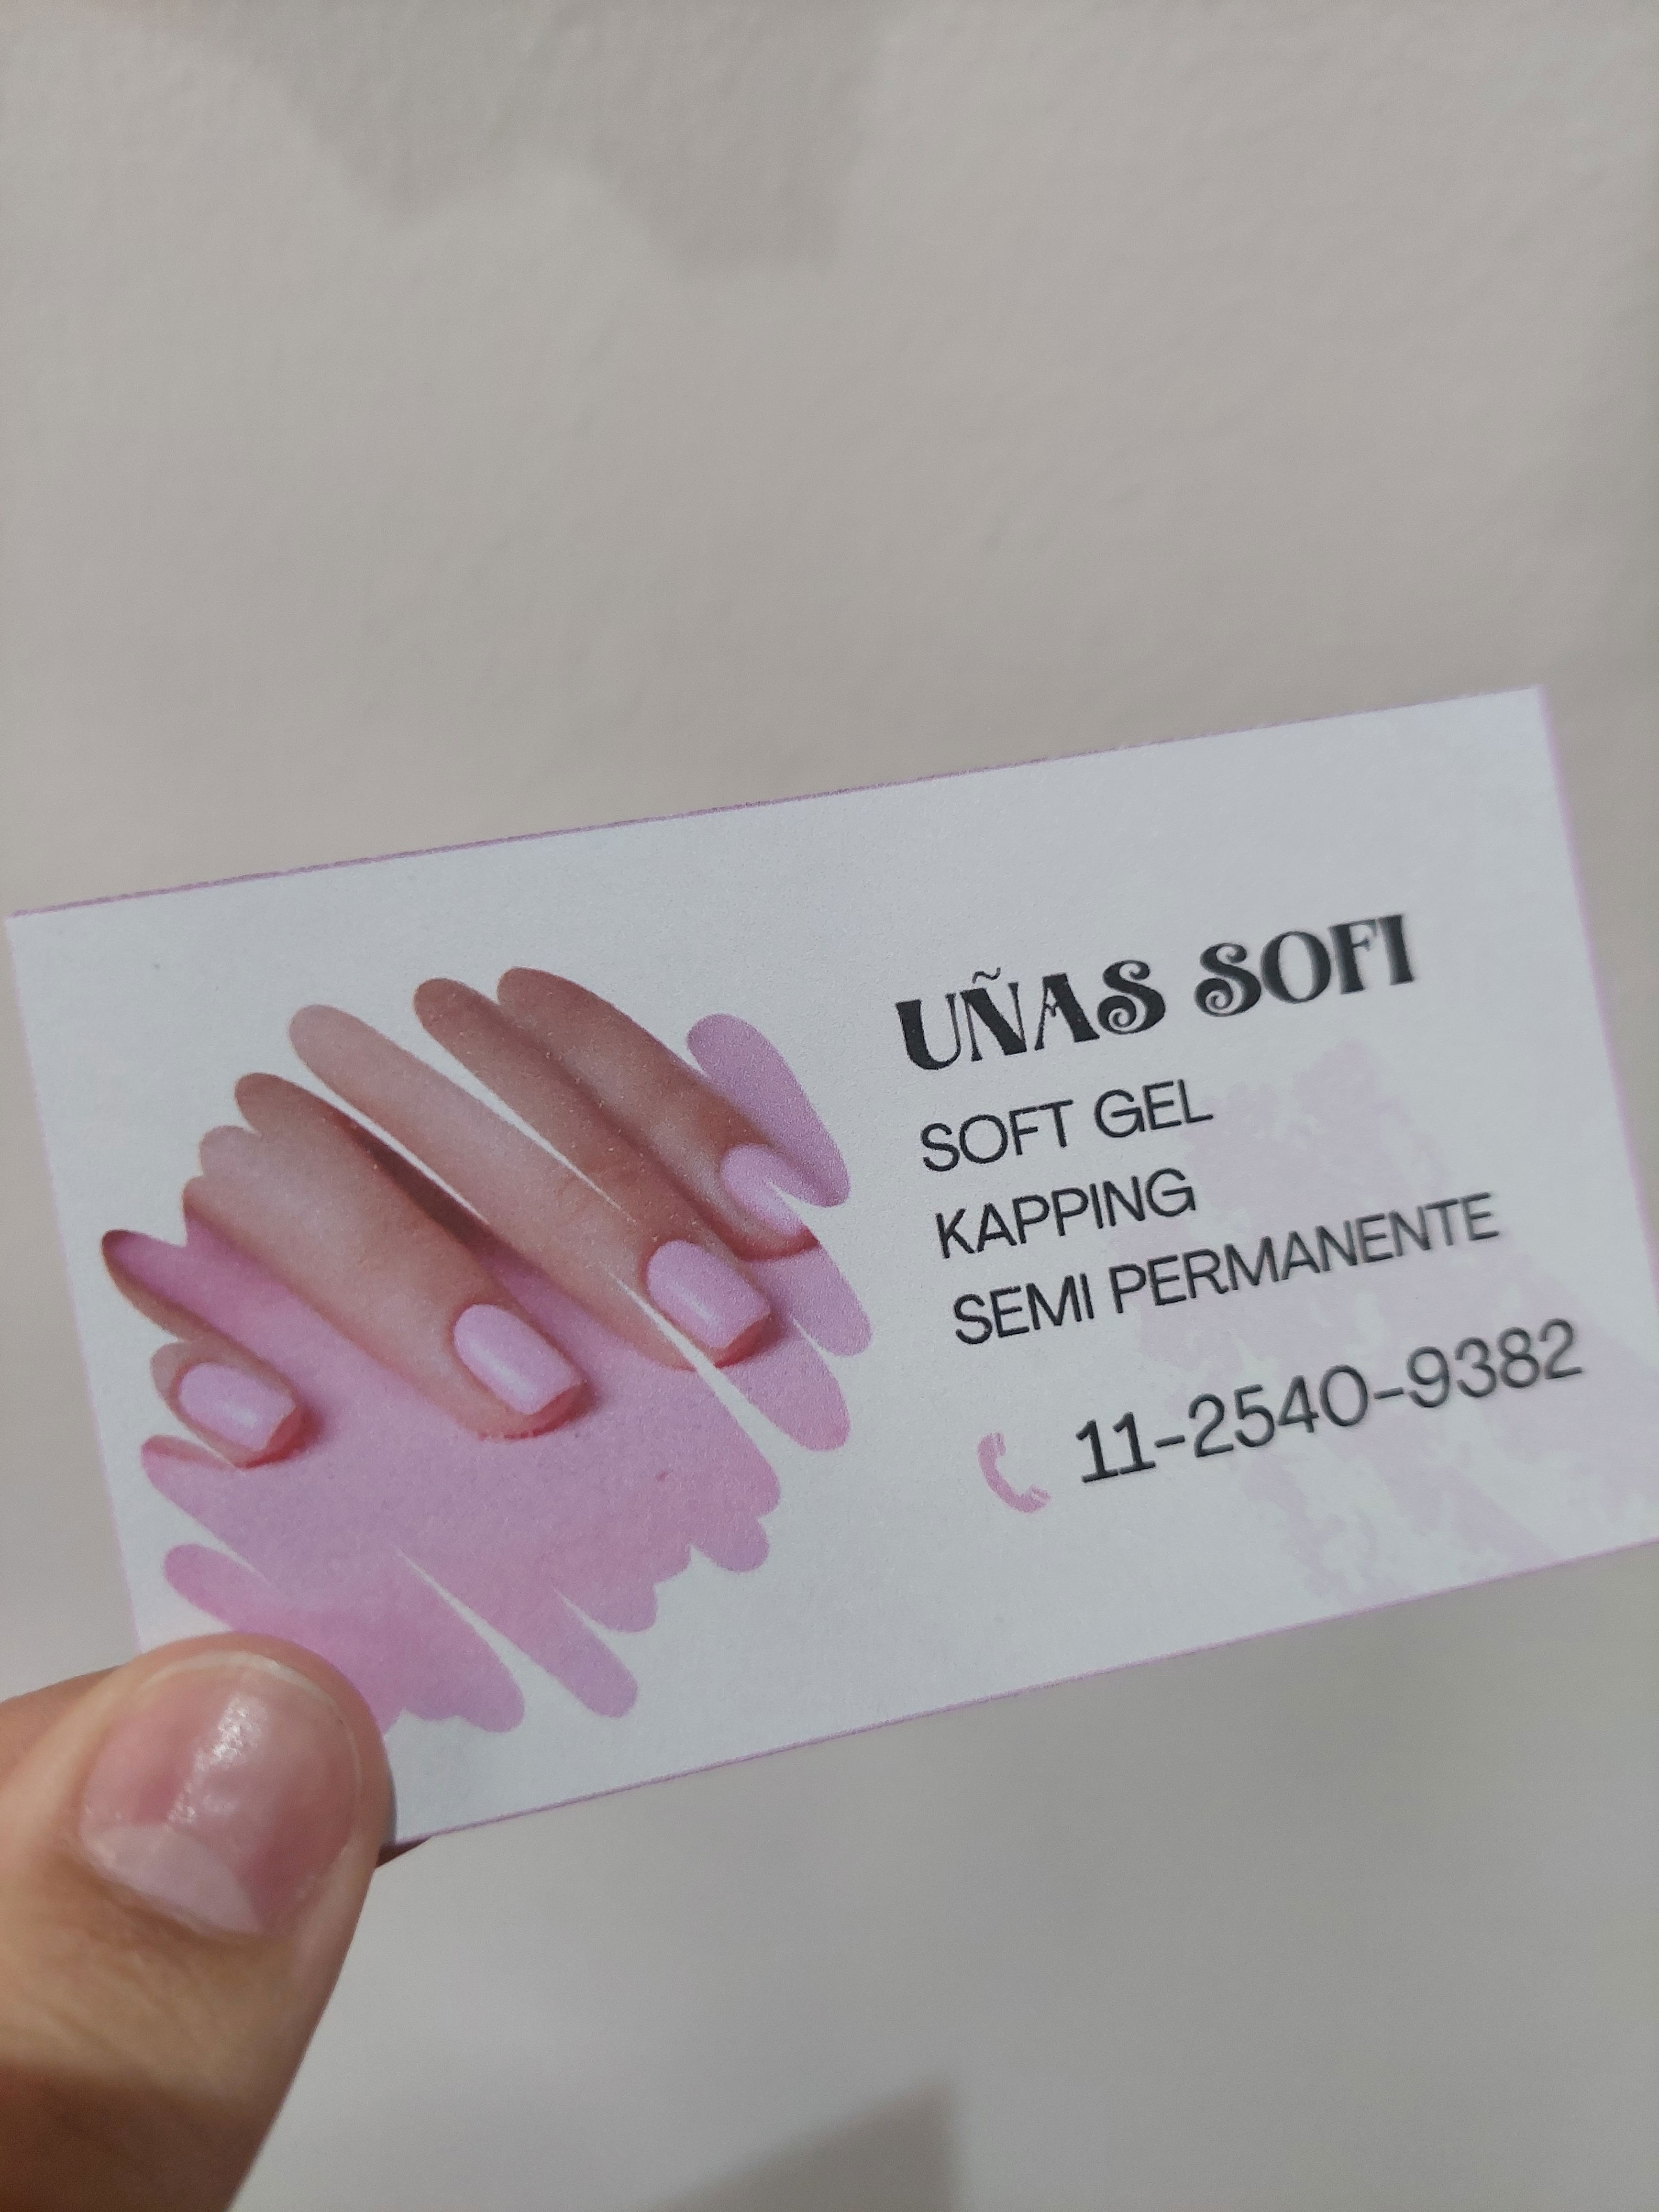 UÑAS SOFI
SOFT GEL
KAPPING
SEMI PERMANENTE
11-2540-9382